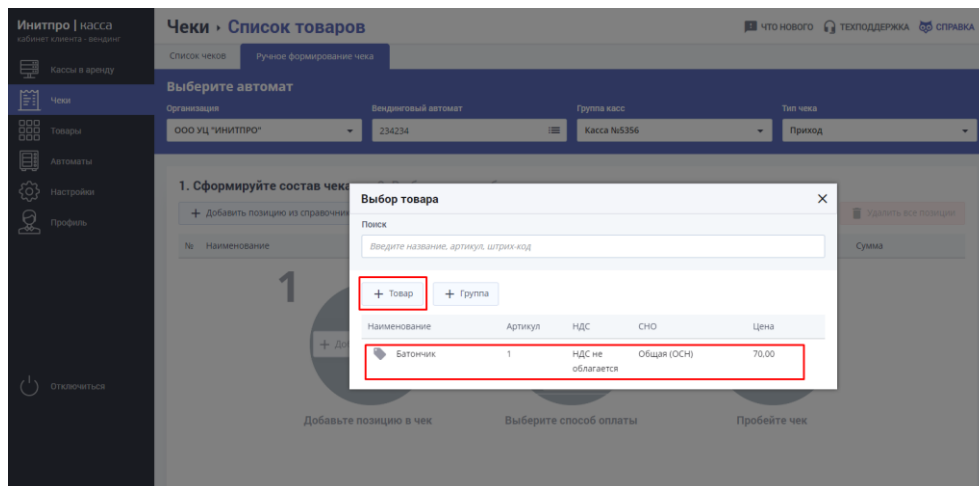 Инитпро | касса
кабинет клиента - вендинг
Кассы в аренду
Чеки
Товары
Автоматы
Настройки
Профиль
Отключиться
Чеки › Список товаров
ЧТО НОВОГО
ТЕХПОДДЕРЖКА
СПРАВКА
Список чеков
Ручное формирование чека
Выберите автомат
Организация
Вендинговый автомат
Группа касс
Тип чека
ООО УЦ "ИНИТПРО"
234234
Касса №5356
Приход
1. Сформируйте состав чека
+ Добавить позицию из справочник
Удалить все позиции
№ Наименование
Сумма
1
+ Доб
Добавьте позицию в чек
Выберите способ оплаты
Пробейте чек
Выбор товара
Поиск
Введите название, артикул, штрих-код
+ Товар
+ Группа
Наименование Артикул НДС СНО Цена
Батончик 1 НДС не Общая (ОСН) 70,00
облагается